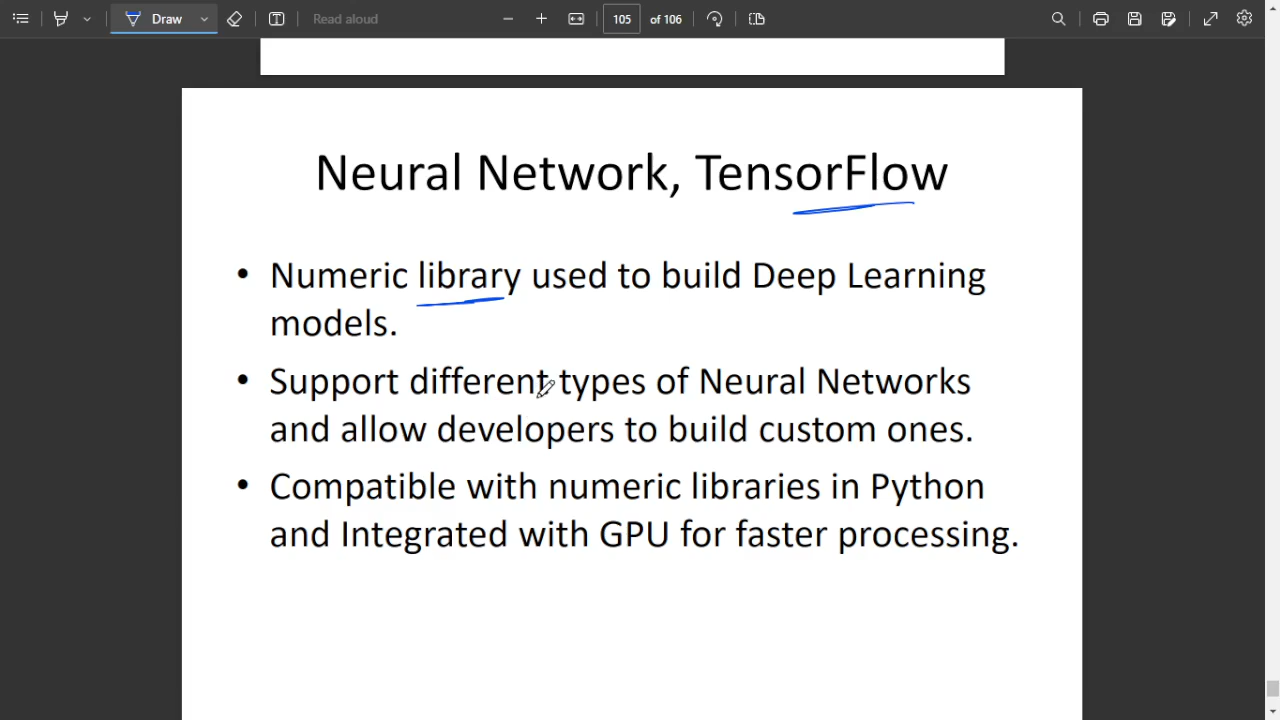 Draw
Read aloud
105 of 106
Neural Network, TensorFlow
• Numeric library used to build Deep Learning
models.
• Support different types of Neural Networks
and allow developers to build custom ones.
• Compatible with numeric libraries in Python
and Integrated with GPU for faster processing.